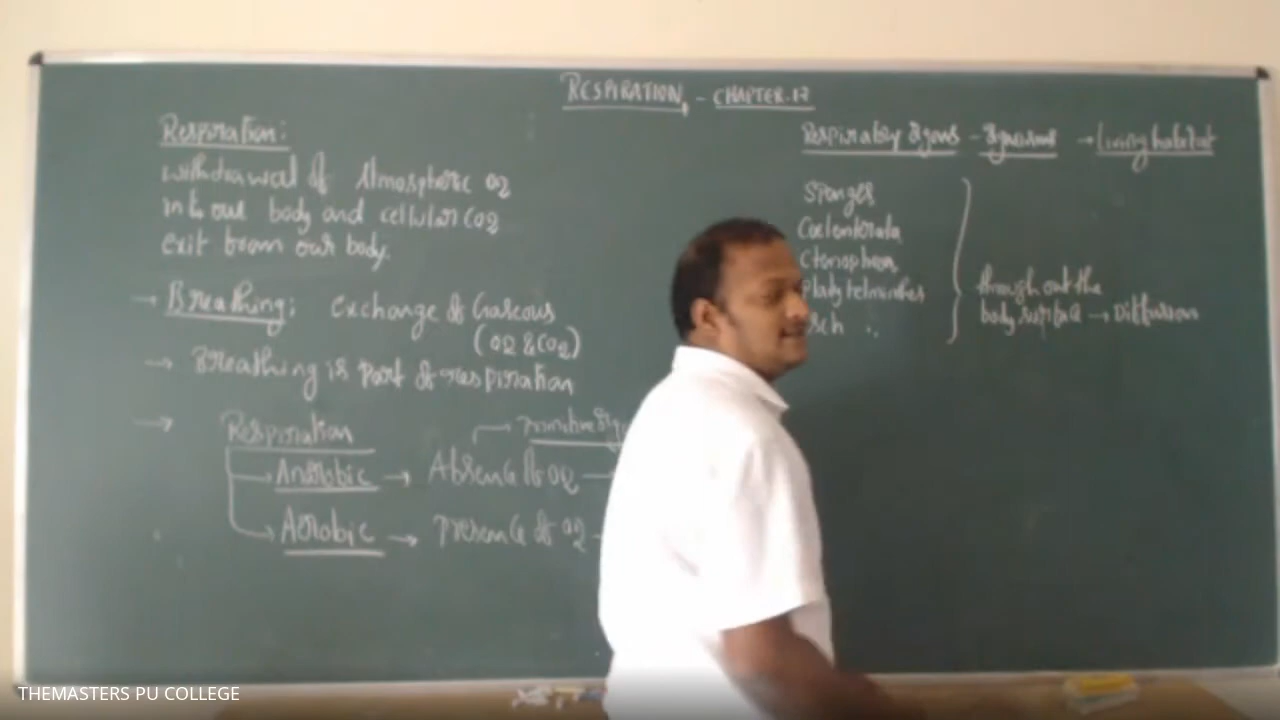 RESPIRATION, - CHAPTER-17
Respiration:
withdrawal of Atmospheric O2
into our body and cellular CO2
exit from our body.
→ Breathing: exchange of Gaseous
(O2 & CO2)
→ Breathing is part of respiration
→ Respiration
→ Anaerobic → Absence of O2 →
→ primitive
→ Aerobic → presence of O2 -
Respiratory organs - organisms → Living habitat
Sponges
Coelenterata
Ctenophora
Platyhelminthes
through out the
body surface → Diffusion
THEMASTERS PU COLLEGE